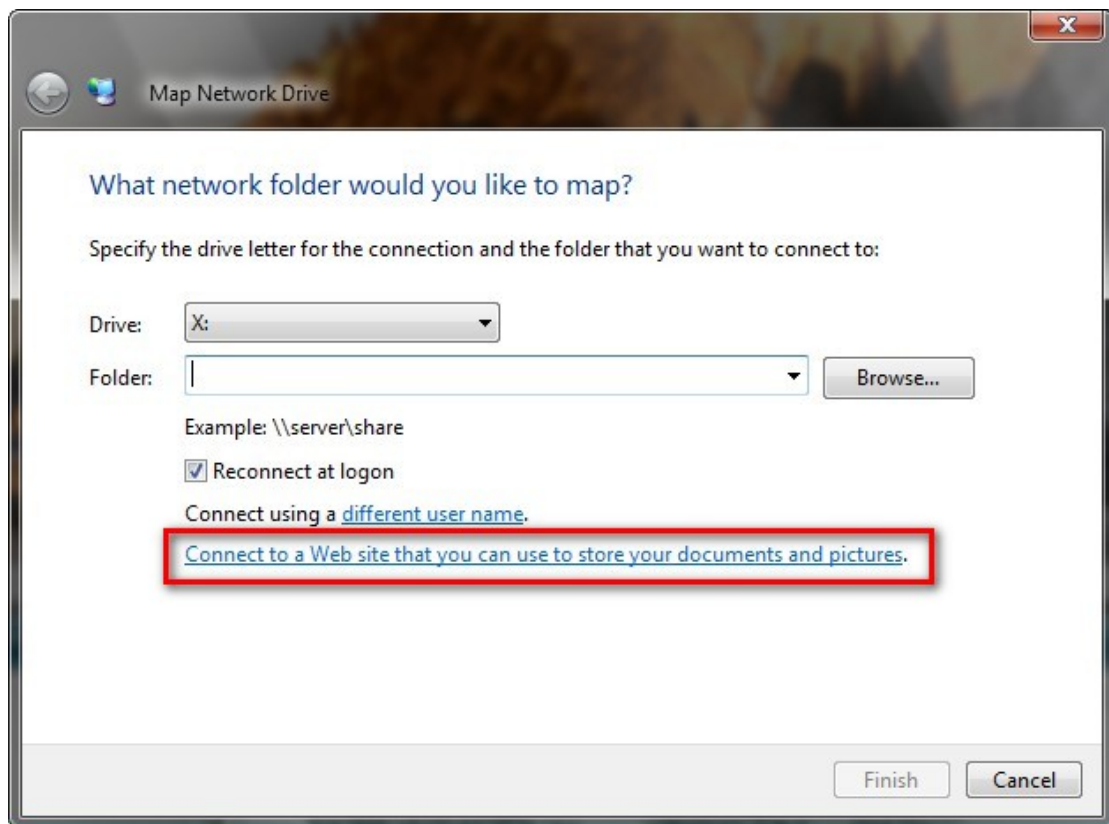 X
Map Network Drive
What network folder would you like to map?
Specify the drive letter for the connection and the folder that you want to connect to:
Drive: X:
Folder: Browse...
Example: \\server\share
Reconnect at logon
Connect using a different user name.
Connect to a Web site that you can use to store your documents and pictures.
Finish Cancel